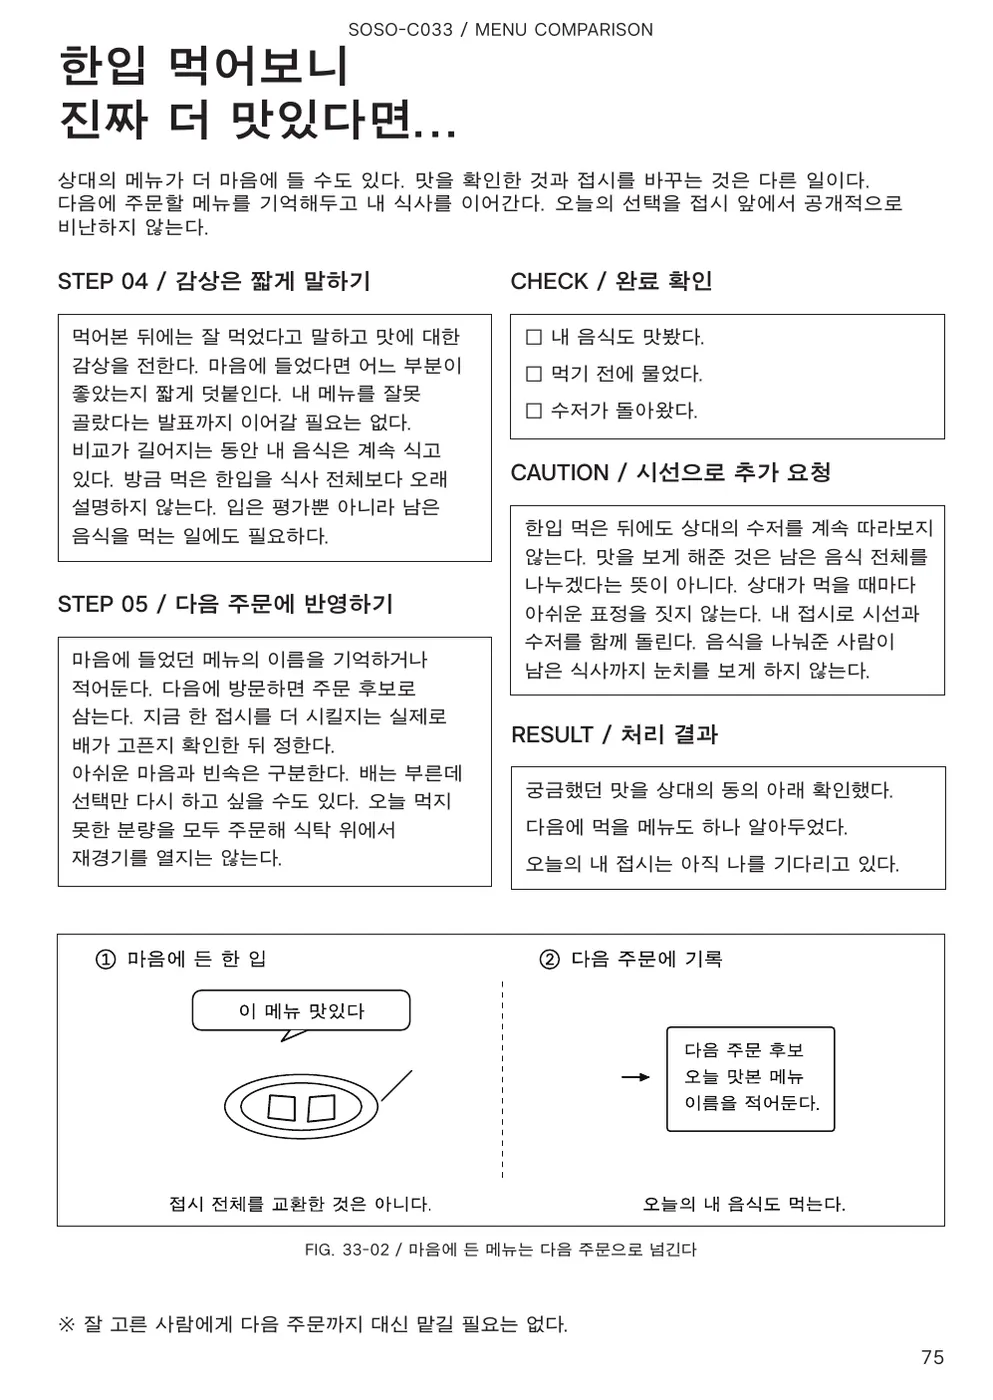 SOSO-C033 / MENU COMPARISON
한입 먹어보니
진짜 더 맛있다면...
상대의 메뉴가 더 마음에 들 수도 있다. 맛을 확인한 것과 접시를 바꾸는 것은 다른 일이다.
다음에 주문할 메뉴를 기억해두고 내 식사를 이어간다. 오늘의 선택을 접시 앞에서 공개적으로
비난하지 않는다.
STEP 04 / 감상은 짧게 말하기
먹어본 뒤에는 잘 먹었다고 말하고 맛에 대한
감상을 전한다. 마음에 들었다면 어느 부분이
좋았는지 짧게 덧붙인다. 내 메뉴를 잘못
골랐다는 발표까지 이어갈 필요는 없다.
비교가 길어지는 동안 내 음식은 계속 식고
있다. 방금 먹은 한입을 식사 전체보다 오래
설명하지 않는다. 입은 평가뿐 아니라 남은
음식을 먹는 일에도 필요하다.
STEP 05 / 다음 주문에 반영하기
마음에 들었던 메뉴의 이름을 기억하거나
적어둔다. 다음에 방문하면 주문 후보로
삼는다. 지금 한 접시를 더 시킬지는 실제로
배가 고픈지 확인한 뒤 정한다.
아쉬운 마음과 빈속은 구분한다. 배는 부른데
선택만 다시 하고 싶을 수도 있다. 오늘 먹지
못한 분량을 모두 주문해 식탁 위에서
재경기를 열지는 않는다.
CHECK / 완료 확인
□ 내 음식도 맛봤다.
□ 먹기 전에 물었다.
□ 수저가 돌아왔다.
CAUTION / 시선으로 추가 요청
한입 먹은 뒤에도 상대의 수저를 계속 따라보지
않는다. 맛을 보게 해준 것은 남은 음식 전체를
나누겠다는 뜻이 아니다. 상대가 먹을 때마다
아쉬운 표정을 짓지 않는다. 내 접시로 시선과
수저를 함께 돌린다. 음식을 나눠준 사람이
남은 식사까지 눈치를 보게 하지 않는다.
RESULT / 처리 결과
궁금했던 맛을 상대의 동의 아래 확인했다.
다음에 먹을 메뉴도 하나 알아두었다.
오늘의 내 접시는 아직 나를 기다리고 있다.
① 마음에 든 한 입
이 메뉴 맛있다
접시 전체를 교환한 것은 아니다.
② 다음 주문에 기록
다음 주문 후보
오늘 맛본 메뉴
이름을 적어둔다.
오늘의 내 음식도 먹는다.
FIG. 33-02 / 마음에 든 메뉴는 다음 주문으로 넘긴다
※ 잘 고른 사람에게 다음 주문까지 대신 맡길 필요는 없다.
75